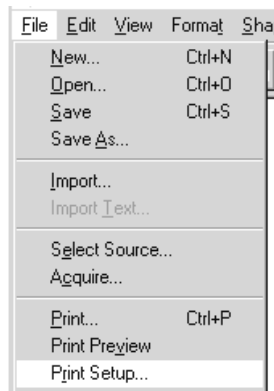 File Edit View Format Sha
New... Ctrl+N
Open... Ctrl+O
Save Ctrl+S
Save As...
Import...
Import Text...
Select Source...
Acquire...
Print... Ctrl+P
Print Preview
Print Setup...